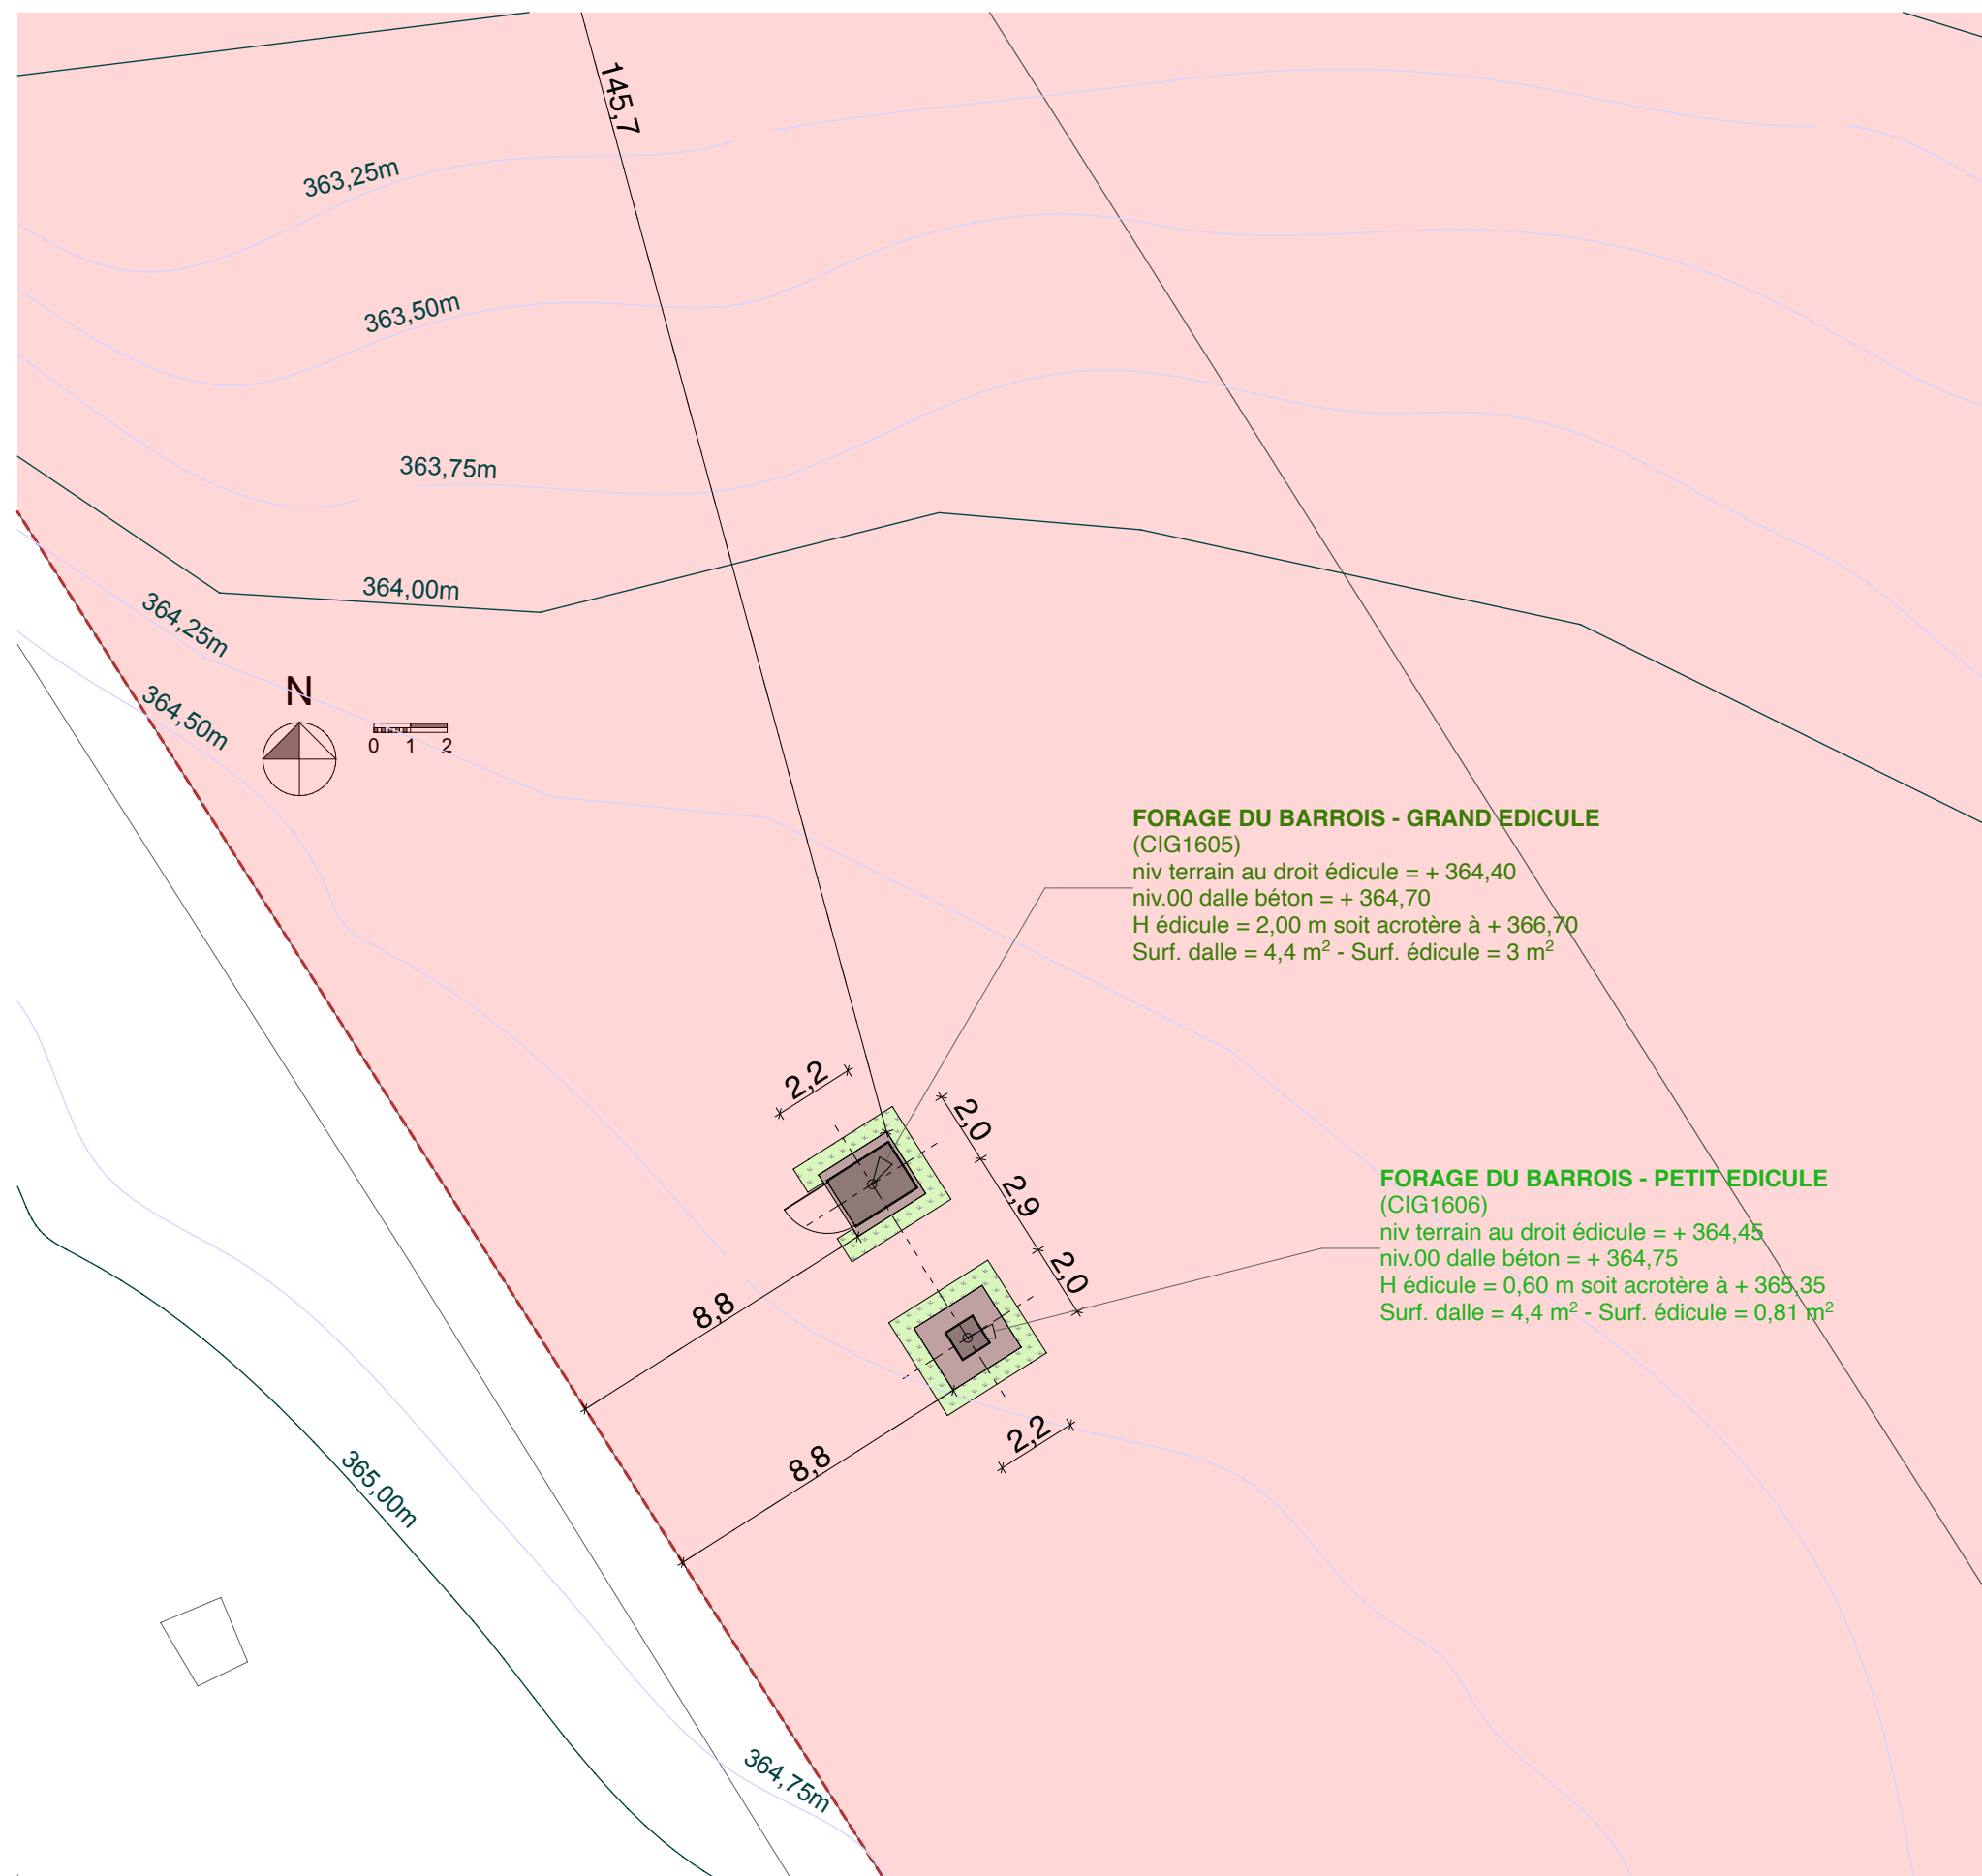 145,7
363,25m
363,50m
363,75m
364,00m
364,25m
364,50m
N
0 1 2
FORAGE DU BARROIS - GRAND EDICULE
(CIG1605)
niv terrain au droit édicule = + 364,40
niv.00 dalle béton = + 364,70
H édicule = 2,00 m soit acrotère à + 366,70
Surf. dalle = 4,4 m² - Surf. édicule = 3 m²
2,2
2,0
2,9
2,0
FORAGE DU BARROIS - PETIT EDICULE
(CIG1606)
niv terrain au droit édicule = + 364,45
niv.00 dalle béton = + 364,75
H édicule = 0,60 m soit acrotère à + 365,35
Surf. dalle = 4,4 m² - Surf. édicule = 0,81 m²
8,8
8,8
2,2
365,00m
364,75m